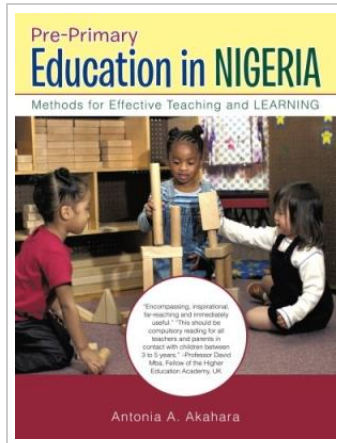 Pre-Primary
Education in NIGERIA
Methods for Effective Teaching and LEARNING
"Encompassing, inspirational,
far-reaching and immediately
useful." "This should be
compulsory reading for all
teachers and parents in
contact with children between
3 to 5 years." -Professor David
Mba, Fellow of the Higher
Education Academy, UK
Antonia A. Akahara